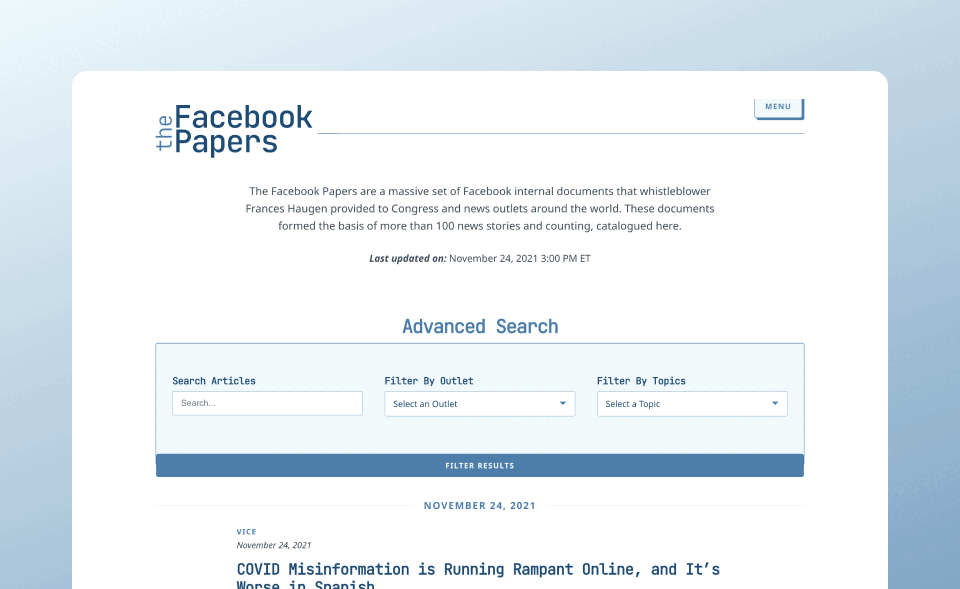 MENU
the Facebook
Papers
The Facebook Papers are a massive set of Facebook internal documents that whistleblower
Frances Haugen provided to Congress and news outlets around the world. These documents
formed the basis of more than 100 news stories and counting, catalogued here.
Last updated on: November 24, 2021 3:00 PM ET
Advanced Search
Search Articles
Search...
Filter By Outlet
Select an Outlet
Filter By Topics
Select a Topic
FILTER RESULTS
NOVEMBER 24, 2021
VICE
November 24, 2021
COVID Misinformation is Running Rampant Online, and It’s
Worse in Spanish